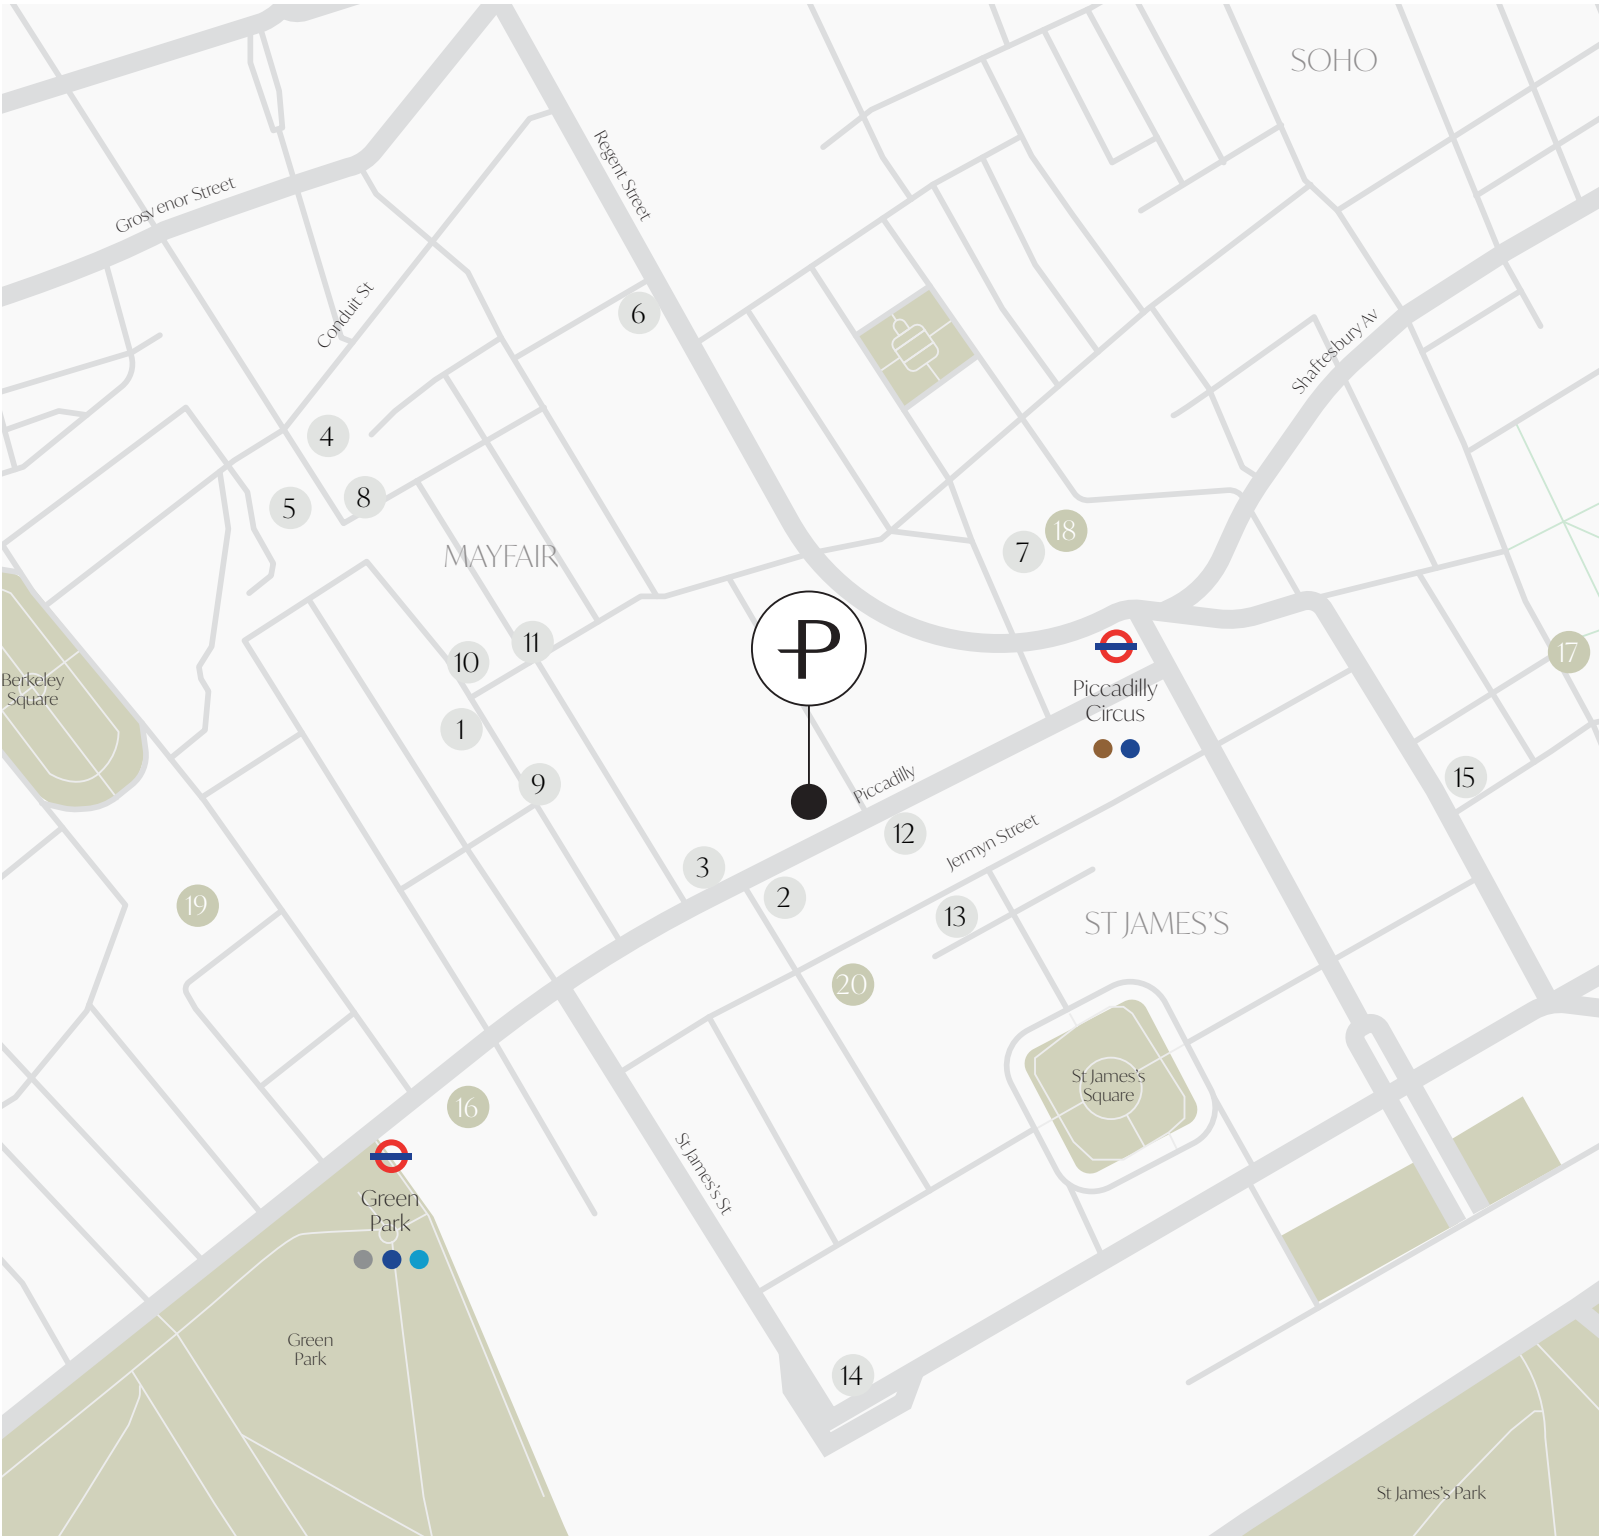 SOHO
Regent Street
Grosvenor Street
Conduit St
6
Shaftesbury Av
4
8
5
18
7
MAYFAIR
11
10
P
17
Berkeley
Square
Piccadilly
Circus
1
9
Piccadilly
15
12
Jermyn Street
3
2
19
13
ST JAMES'S
20
St James's
Square
16
St James's St
Green
Park
Green
Park
14
St James's Park